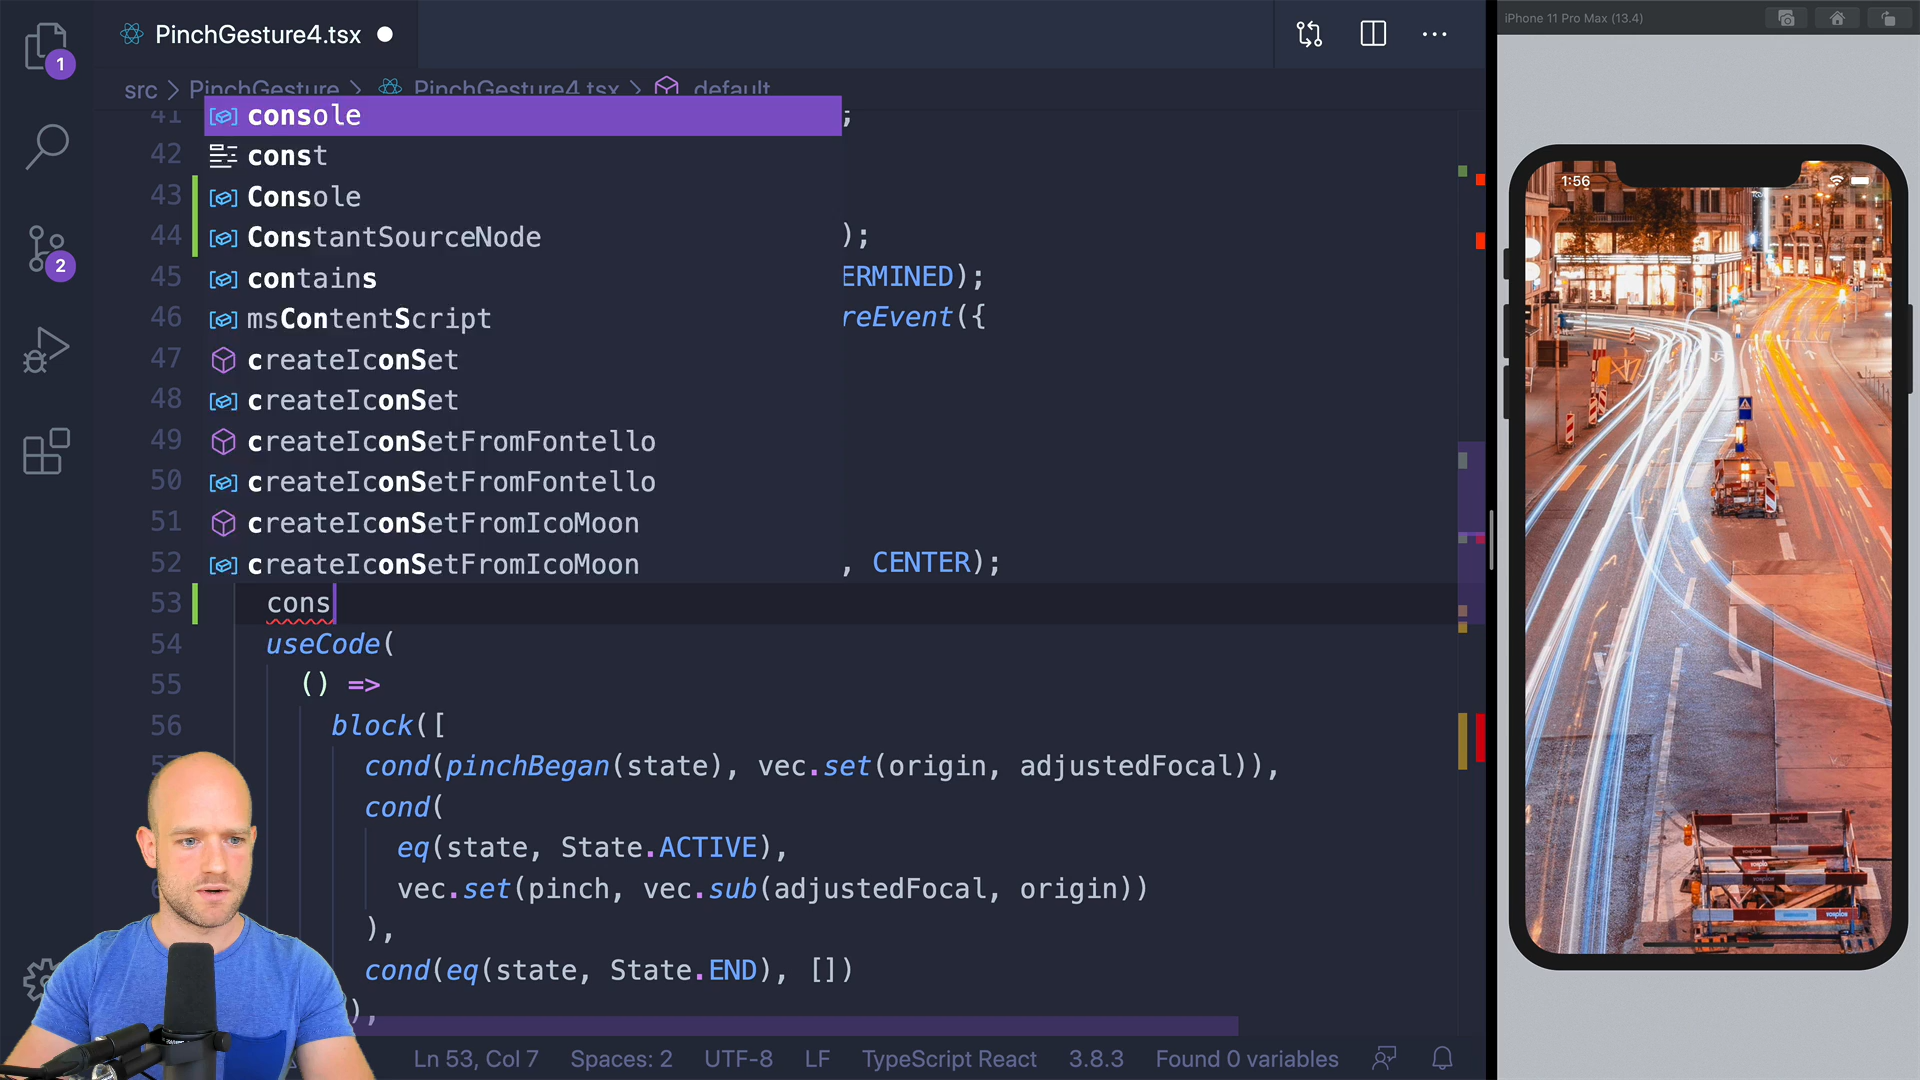 PinchGesture4.tsx
iPhone 11 Pro Max (13.4)
1
src > PinchGesture > PinchGesture4.tsx > default
41 console ;
42 const
43 Console
44 ConstantSourceNode );
45 contains ERMINED);
46 msContentScript reEvent({
47 createIconSet
48 createIconSet
49 createIconSetFromFontello
50 createIconSetFromFontello
51 createIconSetFromIcoMoon
52 createIconSetFromIcoMoon , CENTER);
53 cons
54 useCode(
55 () =>
56 block([
cond(pinchBegan(state), vec.set(origin, adjustedFocal)),
cond(
eq(state, State.ACTIVE),
vec.set(pinch, vec.sub(adjustedFocal, origin))
),
cond(eq(state, State.END), [])
),
2
Ln 53, Col 7 Spaces: 2 UTF-8 LF TypeScript React 3.8.3 Found 0 variables
1:56